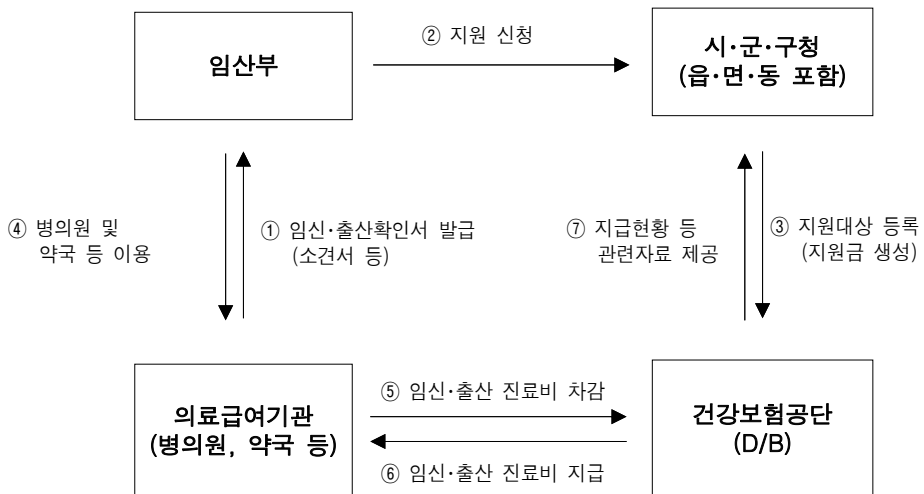 ② 지원 신청
임산부
시·군·구청
(읍·면·동 포함)
④ 병의원 및
약국 등 이용
① 임신·출산확인서 발급
(소견서 등)
⑦ 지급현황 등
관련자료 제공
③ 지원대상 등록
(지원금 생성)
의료급여기관
(병의원, 약국 등)
⑤ 임신·출산 진료비 차감
⑥ 임신·출산 진료비 지급
건강보험공단
(D/B)